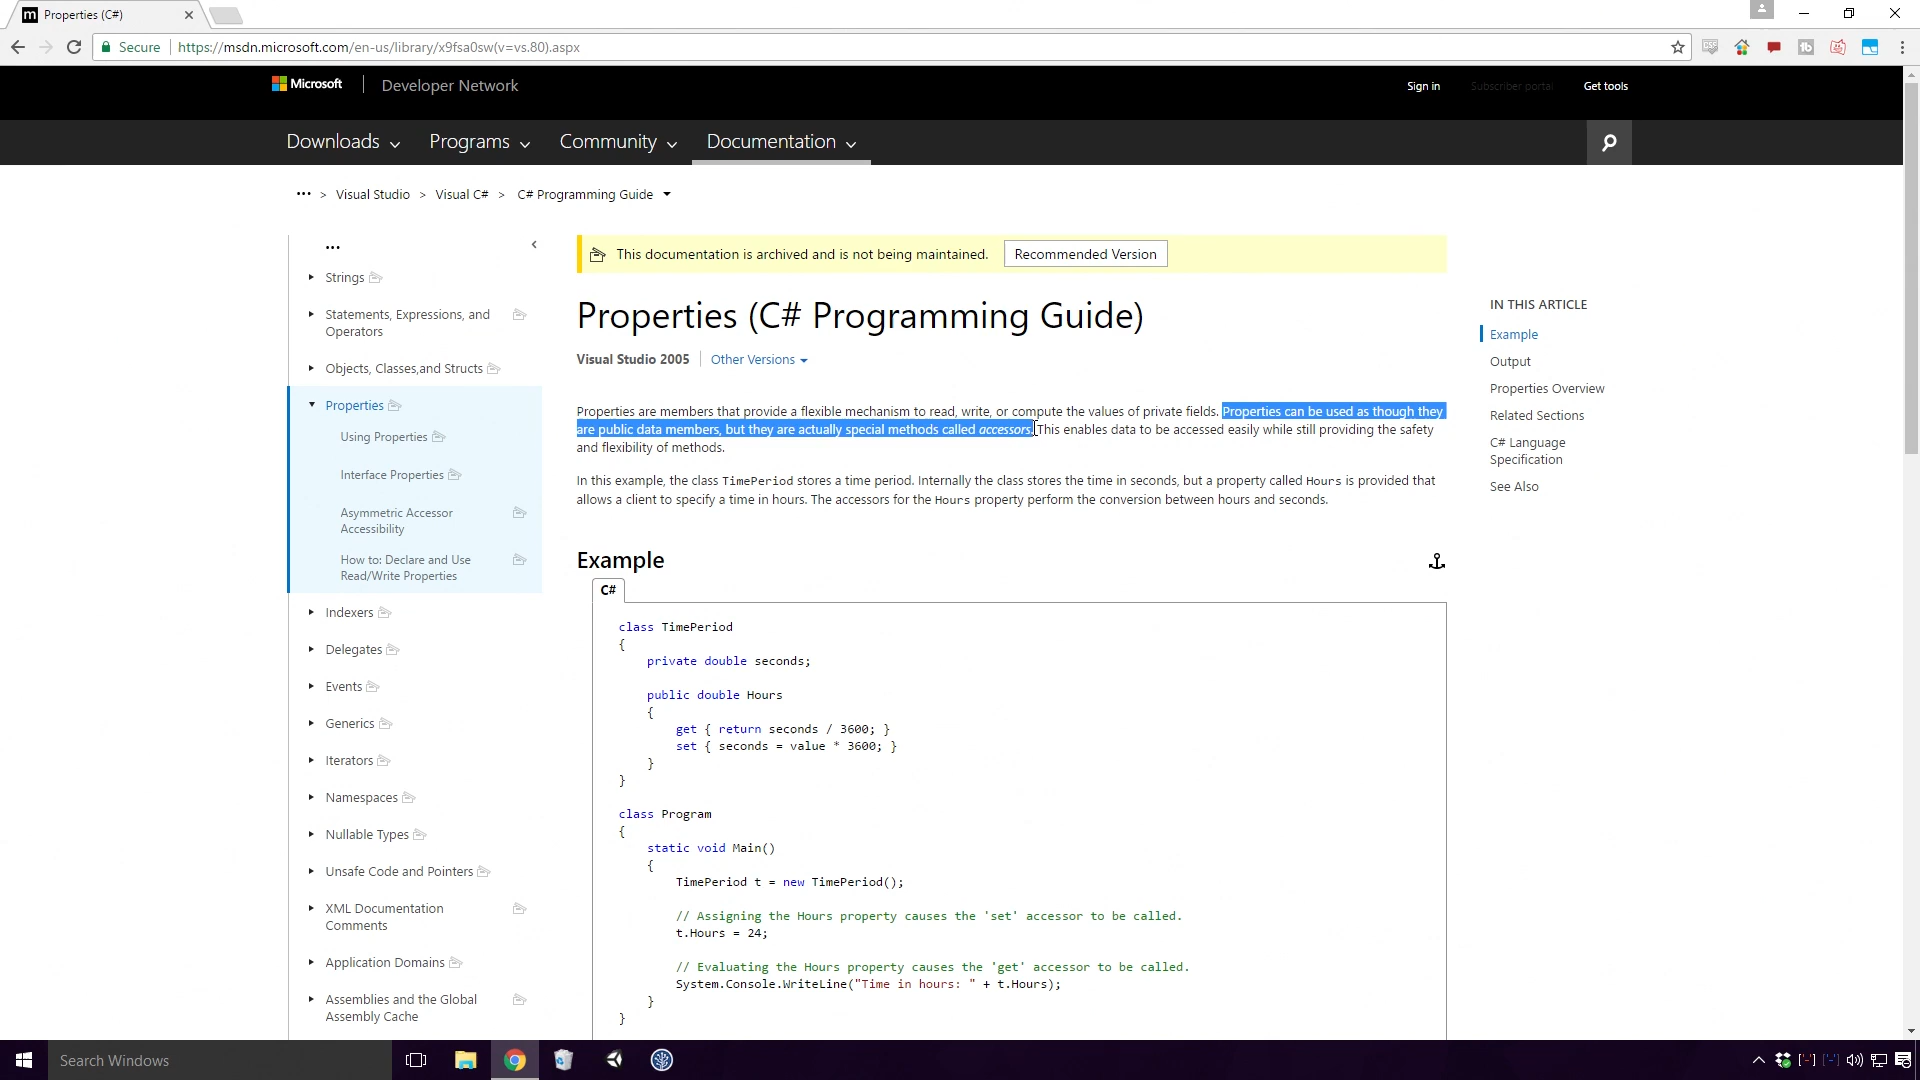 Properties (C#)
Secure
https://msdn.microsoft.com/en-us/library/x9fsa0sw(v=vs.80).aspx
Microsoft
Developer Network
Sign in
Subscriber portal
Get tools
Downloads
Programs
Community
Documentation
··· > Visual Studio > Visual C# > C# Programming Guide
...
Strings
Statements, Expressions, and
Operators
Objects, Classes,and Structs
Properties
Using Properties
Interface Properties
Asymmetric Accessor
Accessibility
How to: Declare and Use
Read/Write Properties
Indexers
Delegates
Events
Generics
Iterators
Namespaces
Nullable Types
Unsafe Code and Pointers
XML Documentation
Comments
Application Domains
Assemblies and the Global
Assembly Cache
This documentation is archived and is not being maintained.
Recommended Version
Properties (C# Programming Guide)
Visual Studio 2005
Other Versions
Properties are members that provide a flexible mechanism to read, write, or compute the values of private fields. Properties can be used as though they
are public data members, but they are actually special methods called accessors. This enables data to be accessed easily while still providing the safety
and flexibility of methods.
In this example, the class TimePeriod stores a time period. Internally the class stores the time in seconds, but a property called Hours is provided that
allows a client to specify a time in hours. The accessors for the Hours property perform the conversion between hours and seconds.
Example
C#
class TimePeriod
{
private double seconds;
public double Hours
{
get { return seconds / 3600; }
set { seconds = value * 3600; }
}
}
class Program
{
static void Main()
{
TimePeriod t = new TimePeriod();
// Assigning the Hours property causes the 'set' accessor to be called.
t.Hours = 24;
// Evaluating the Hours property causes the 'get' accessor to be called.
System.Console.WriteLine("Time in hours: " + t.Hours);
}
}
IN THIS ARTICLE
Example
Output
Properties Overview
Related Sections
C# Language
Specification
See Also
Search Windows